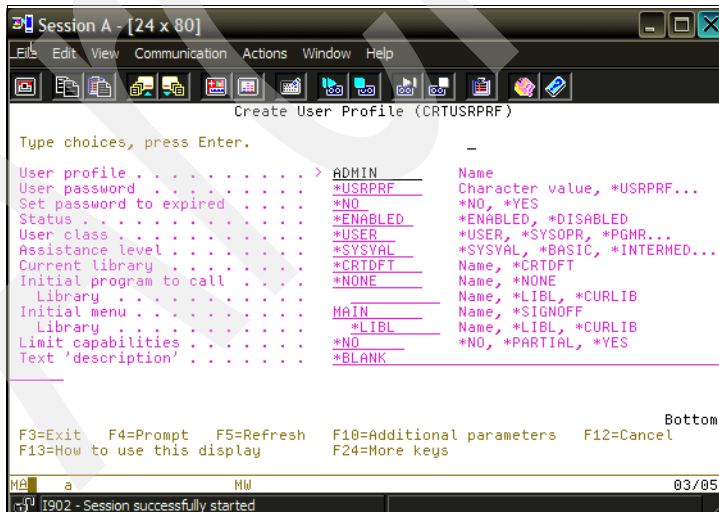 Session A - [24 x 80]
File Edit View Communication Actions Window Help
Create User Profile (CRTUSRPRF)
Type choices, press Enter.
User profile . . . . . . . . . . . > ADMIN Name
User password . . . . . . . . . . *USRPRF Character value, *USRPRF...
Set password to expired . . . . . *NO *NO, *YES
Status . . . . . . . . . . . . . . *ENABLED *ENABLED, *DISABLED
User class . . . . . . . . . . . . *USER *USER, *SYSOPR, *PGMR...
Assistance level . . . . . . . . . *SYSVAL *SYSVAL, *BASIC, *INTERMED...
Current library . . . . . . . . . *CRTDFT Name, *CRTDFT
Initial program to call . . . . . *NONE Name, *NONE
Library . . . . . . . . . . . . Name, *LIBL, *CURLIB
Initial menu . . . . . . . . . . . MAIN Name, *SIGNOFF
Library . . . . . . . . . . . . *LIBL Name, *LIBL, *CURLIB
Limit capabilities . . . . . . . . *NO *NO, *PARTIAL, *YES
Text 'description' . . . . . . . . *BLANK
Bottom
F3=Exit F4=Prompt F5=Refresh F10=Additional parameters F12=Cancel
F13=How to use this display F24=More keys
MA a MW 03/05
I902 - Session successfully started